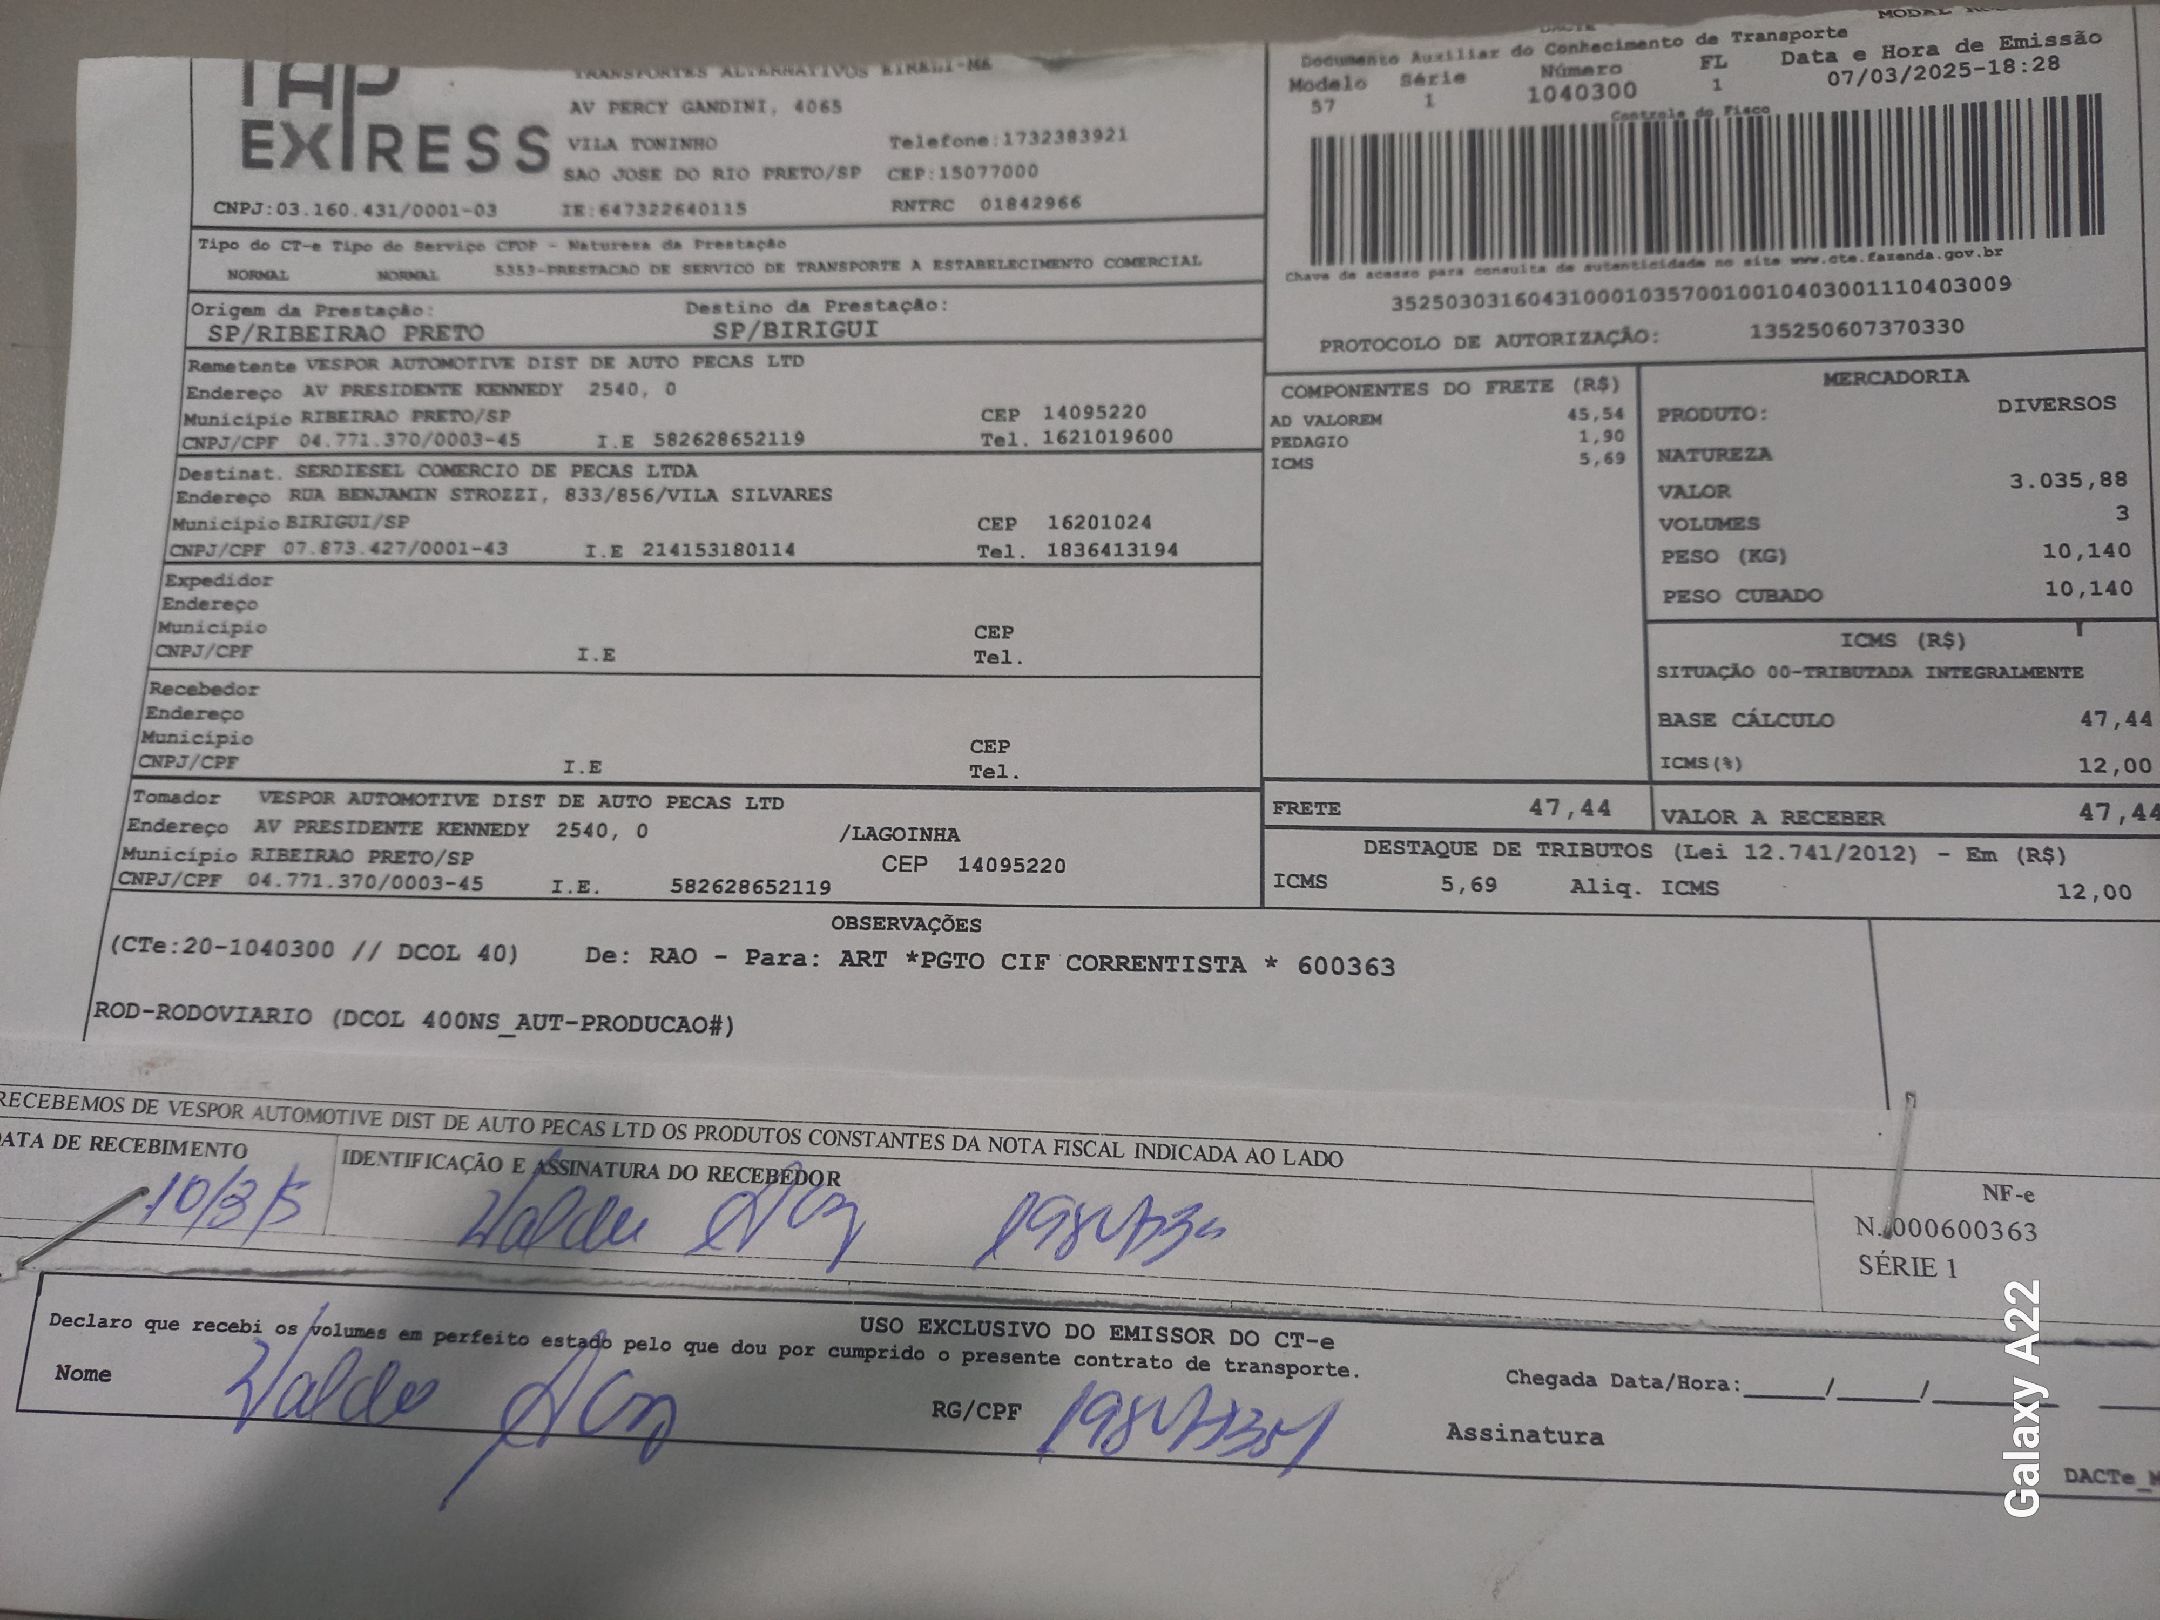 TAP
EXPRESS
TRANSPORTES ALTERNATIVOS EIRELI-ME
AV PERCY GANDINI, 4065
VILA TONINHO Telefone:1732383921
SAO JOSE DO RIO PRETO/SP CEP:15077000
CNPJ:03.160.431/0001-03 IE:647322640115 RNTRC 01842966
Documento Auxiliar do Conhecimento de Transporte
Modelo Série Número FL Data e Hora de Emissão
57 1 1040300 1 07/03/2025-18:28
Controle do Fisco
Chave de acesso para consulta de autenticidade no site www.cte.fazenda.gov.br
35250303160431000103570010010403001110403009
PROTOCOLO DE AUTORIZAÇÃO: 135250607370330
Tipo do CT-e Tipo do Serviço CFOP - Natureza da Prestação
NORMAL NORMAL 5353-PRESTACAO DE SERVICO DE TRANSPORTE A ESTABELECIMENTO COMERCIAL
Origem da Prestação: Destino da Prestação:
SP/RIBEIRAO PRETO SP/BIRIGUI
Remetente VESPOR AUTOMOTIVE DIST DE AUTO PECAS LTD
Endereço AV PRESIDENTE KENNEDY 2540, 0
Município RIBEIRAO PRETO/SP CEP 14095220
CNPJ/CPF 04.771.370/0003-45 I.E 582628652119 Tel. 1621019600
Destinat. SERDIESEL COMERCIO DE PECAS LTDA
Endereço RUA BENJAMIN STROZZI, 833/856/VILA SILVARES
Município BIRIGUI/SP CEP 16201024
CNPJ/CPF 07.873.427/0001-43 I.E 214153180114 Tel. 1836413194
Expedidor
Endereço
Município CEP
CNPJ/CPF I.E Tel.
Recebedor
Endereço
Município CEP
CNPJ/CPF I.E Tel.
Tomador VESPOR AUTOMOTIVE DIST DE AUTO PECAS LTD
Endereço AV PRESIDENTE KENNEDY 2540, 0 /LAGOINHA
Município RIBEIRAO PRETO/SP CEP 14095220
CNPJ/CPF 04.771.370/0003-45 I.E. 582628652119
COMPONENTES DO FRETE (R$)
AD VALOREM 45,54
PEDAGIO 1,90
ICMS 5,69
MERCADORIA
PRODUTO: DIVERSOS
NATUREZA
VALOR 3.035,88
VOLUMES 3
PESO (KG) 10,140
PESO CUBADO 10,140
ICMS (R$)
SITUAÇÃO 00-TRIBUTADA INTEGRALMENTE
BASE CÁLCULO 47,44
ICMS(%) 12,00
FRETE 47,44 VALOR A RECEBER 47,44
DESTAQUE DE TRIBUTOS (Lei 12.741/2012) - Em (R$)
ICMS 5,69 Aliq. ICMS 12,00
OBSERVAÇÕES
(CTe:20-1040300 // DCOL 40) De: RAO - Para: ART *PGTO CIF CORRENTISTA * 600363
ROD-RODOVIARIO (DCOL 400NS_AUT-PRODUCAO#)
RECEBEMOS DE VESPOR AUTOMOTIVE DIST DE AUTO PECAS LTD OS PRODUTOS CONSTANTES DA NOTA FISCAL INDICADA AO LADO
DATA DE RECEBIMENTO IDENTIFICAÇÃO E ASSINATURA DO RECEBEDOR
10/3/
NF-e
N. 000600363
SÉRIE 1
USO EXCLUSIVO DO EMISSOR DO CT-e
Declaro que recebi os volumes em perfeito estado pelo que dou por cumprido o presente contrato de transporte.
Nome RG/CPF Chegada Data/Hora:_____/_____/_____
Assinatura
DACTe_
Galaxy A22